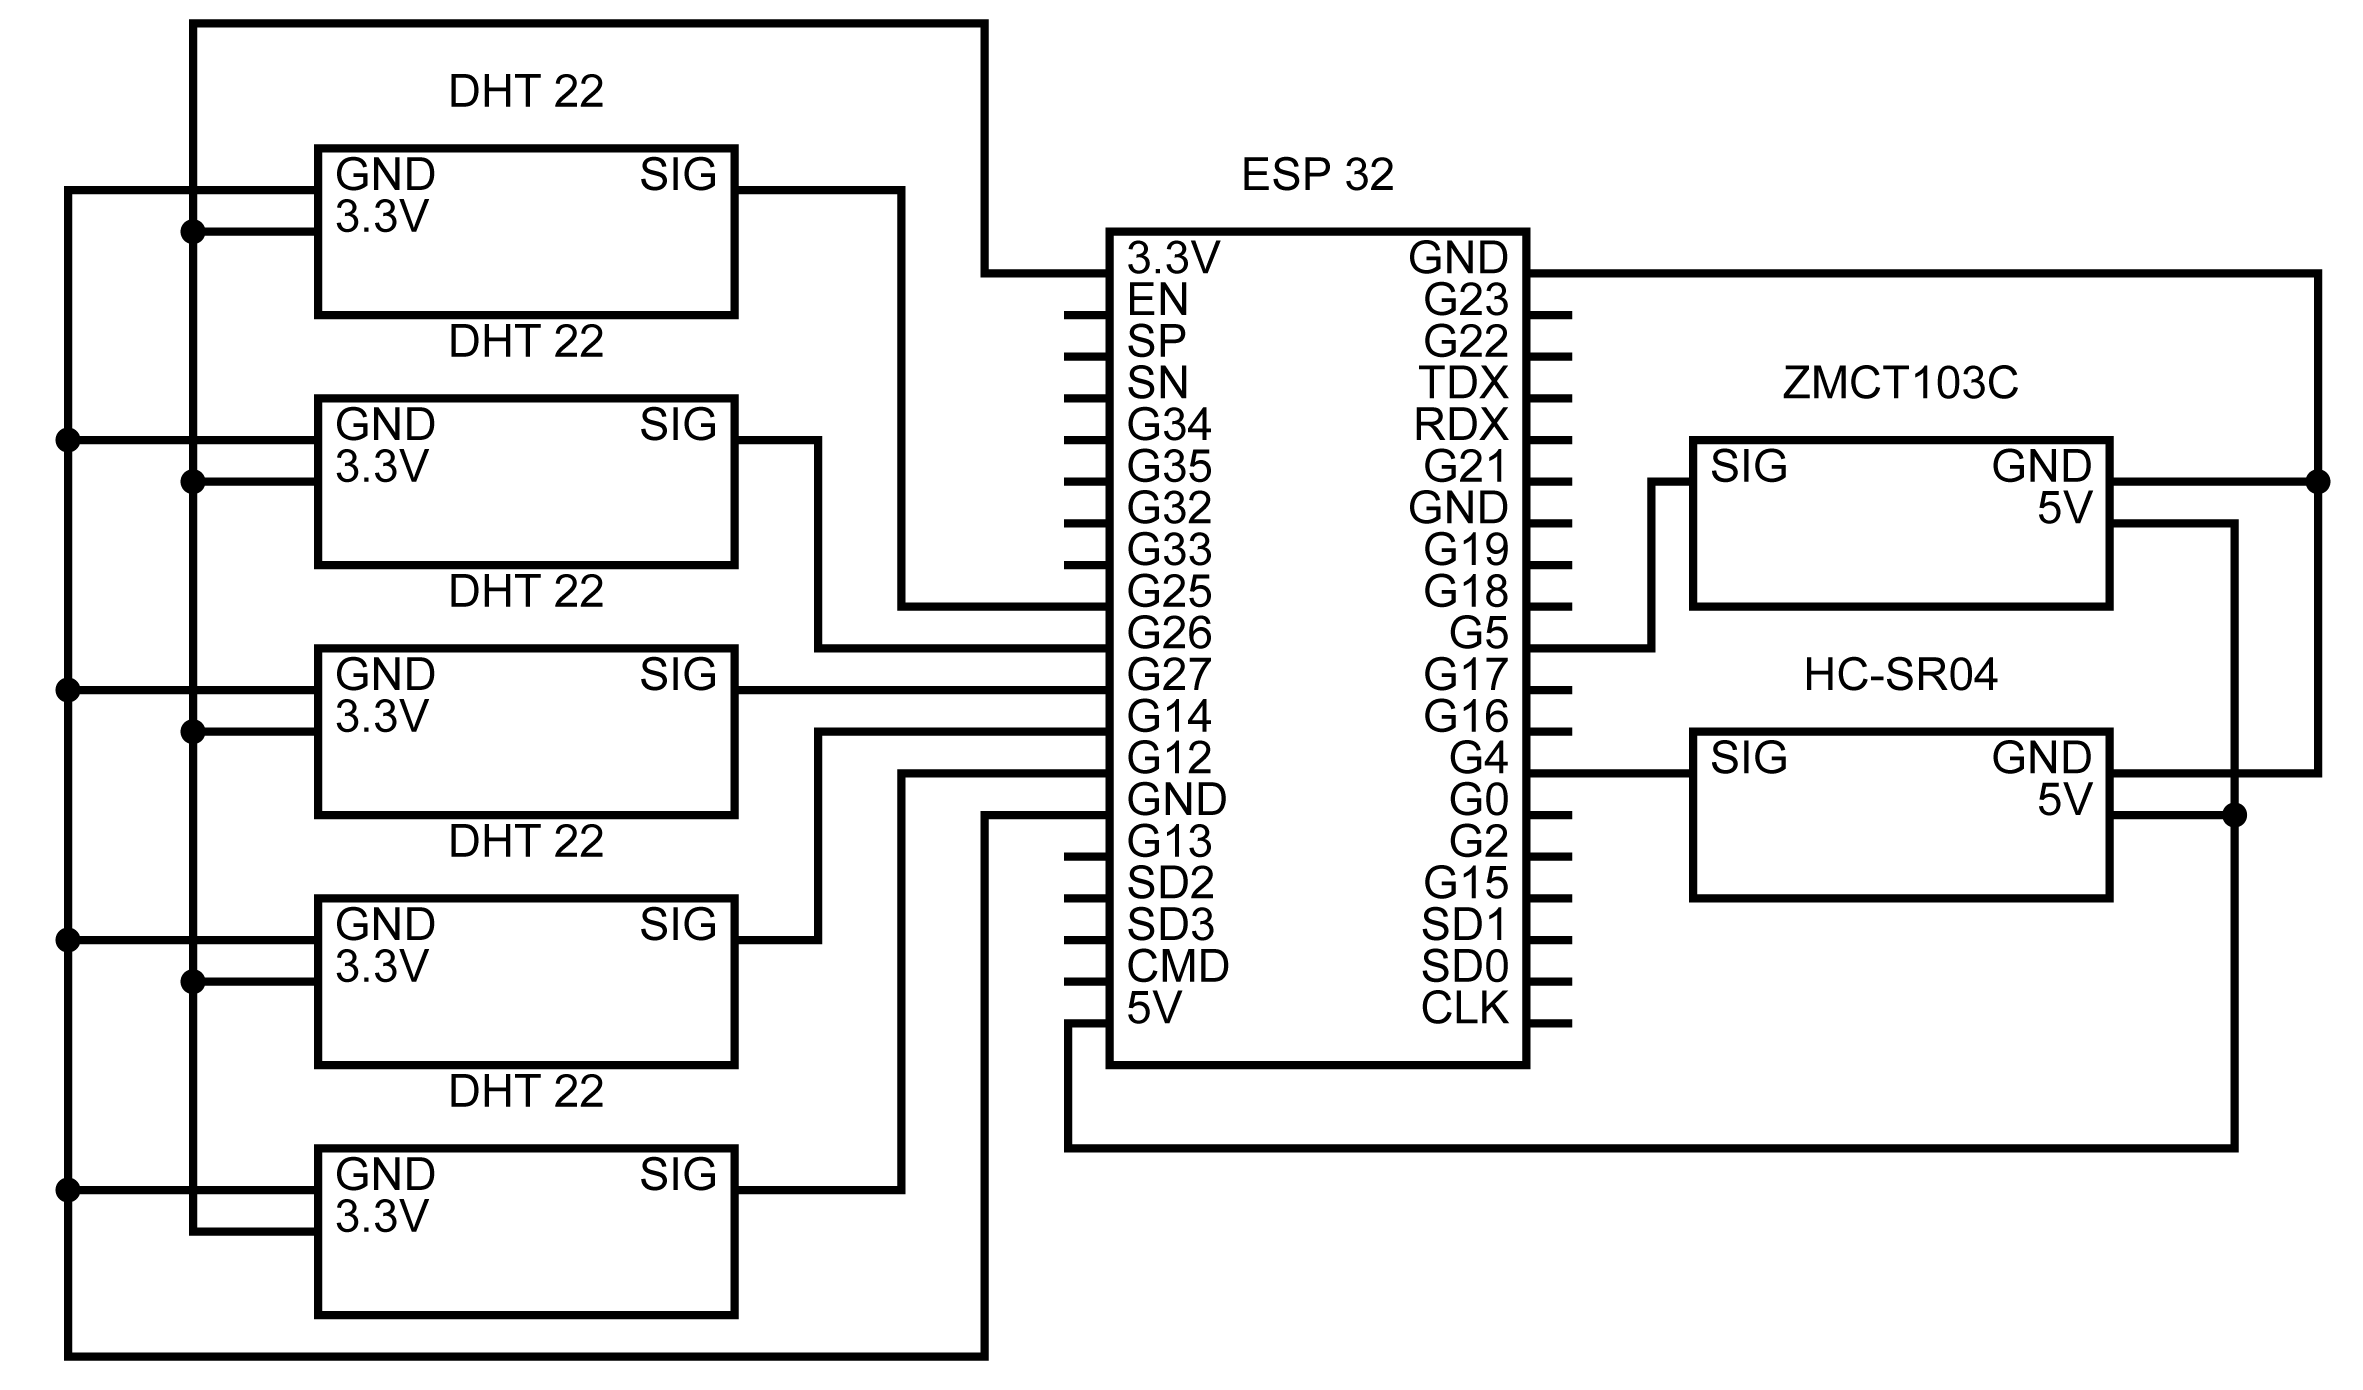 DHT 22
GND SIG
3.3V
DHT 22
GND SIG
3.3V
DHT 22
GND SIG
3.3V
DHT 22
GND SIG
3.3V
DHT 22
GND SIG
3.3V
ESP 32
3.3V GND
EN G23
SP G22
SN TDX
G34 RDX
G35 G21
G32 GND
G33 G19
G25 G18
G26 G5
G27 G17
G14 G16
G12 G4
GND G0
G13 G2
SD2 G15
SD3 SD1
CMD SD0
5V CLK
ZMCT103C
SIG GND
5V
HC-SR04
SIG GND
5V